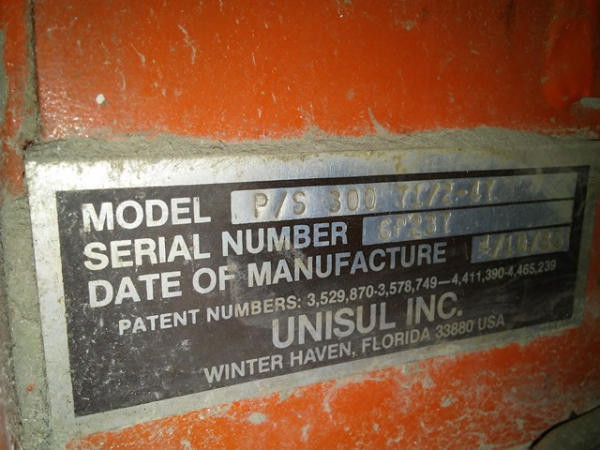 MODEL P/S 300
SERIAL NUMBER
DATE OF MANUFACTURE
PATENT NUMBERS: 3,529,870-3,578,749—4,411,390-4,465,239
UNISUL INC.
WINTER HAVEN, FLORIDA 33880 USA